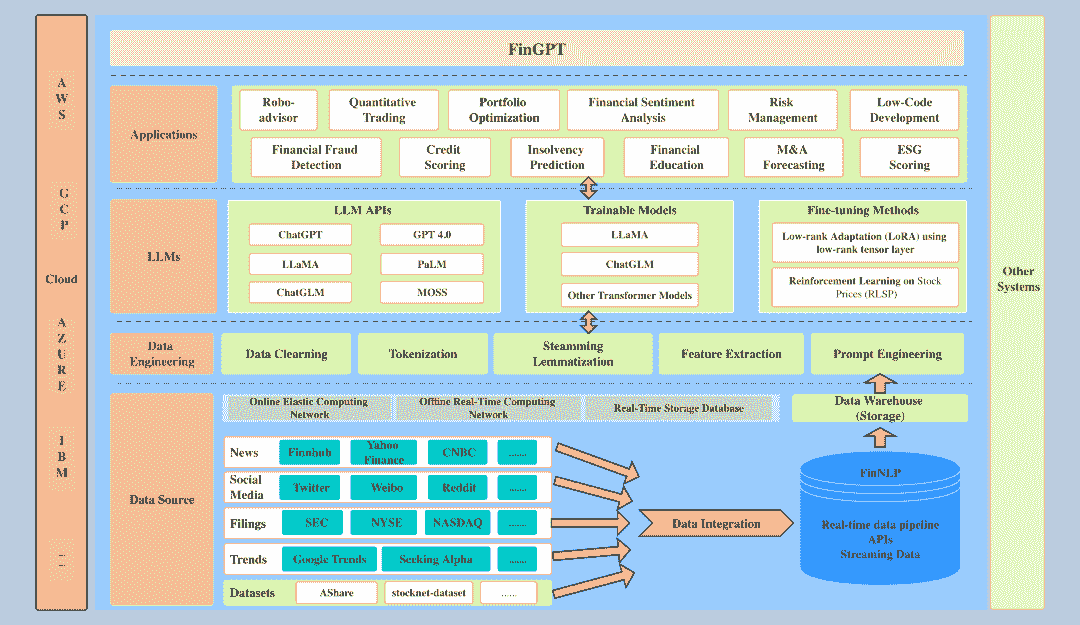 FinGPT
A
W
S
G
C
P
Cloud
A
Z
U
R
E
I
B
M
...
Applications
Robo-
advisor
Quantitative
Trading
Portfolio
Optimization
Financial Sentiment
Analysis
Risk
Management
Low-Code
Development
Financial Fraud
Detection
Credit
Scoring
Insolvency
Prediction
Financial
Education
M&A
Forecasting
ESG
Scoring
LLMs
LLM APIs
ChatGPT
GPT 4.0
LLaMA
PaLM
ChatGLM
MOSS
Trainable Models
LLaMA
ChatGLM
Other Transformer Models
Fine-tuning Methods
Low-rank Adaptation (LoRA) using
low-rank tensor layer
Reinforcement Learning on Stock
Prices (RLSP)
Data
Engineering
Data Clearning
Tokenization
Steamming
Lemmatization
Feature Extraction
Prompt Engineering
Data Source
Online Elastic Computing
Network
Offline Real-Time Computing
Network
Real-Time Storage Database
Data Warehouse
(Storage)
News
Finnhub
Yahoo
Finance
CNBC
......
Social
Media
Twitter
Weibo
Reddit
......
Filings
SEC
NYSE
NASDAQ
......
Trends
Google Trends
Seeking Alpha
......
Datasets
AShare
stocknet-dataset
......
Data Integration
FinNLP
Real-time data pipeline
APIs
Streaming Data
Other
Systems